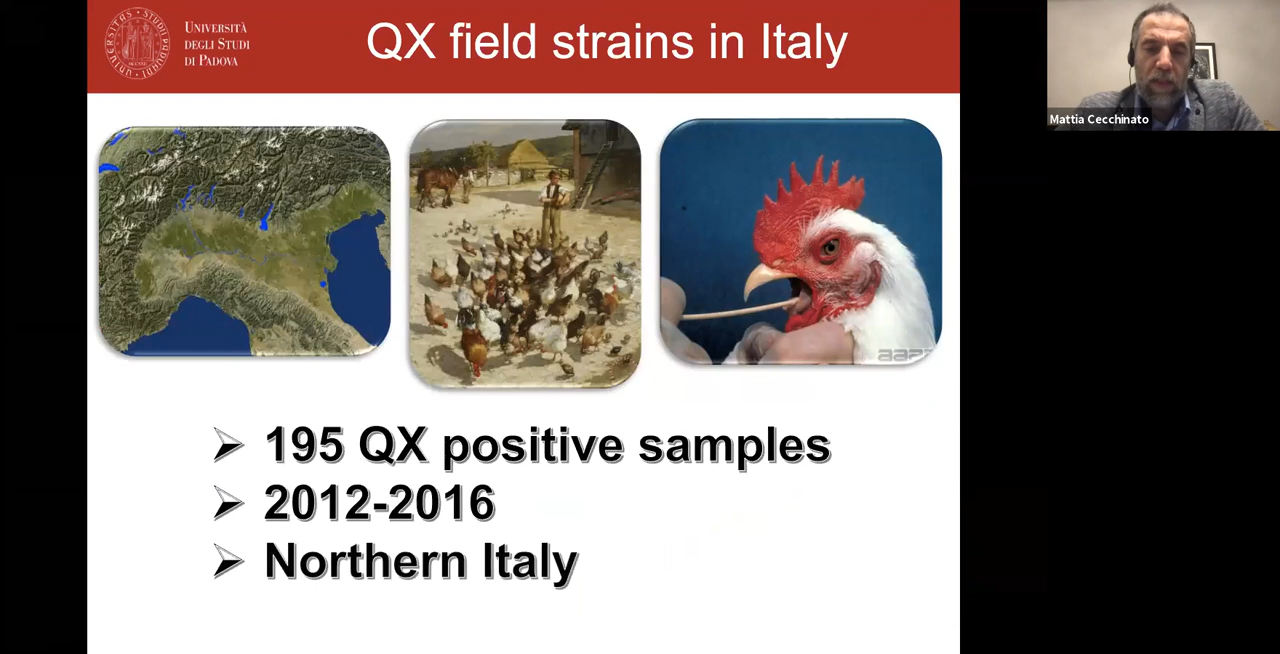 UNIVERSITÀ
DEGLI STUDI
DI PADOVA
QX field strains in Italy
Mattia Cecchinato
➢ 195 QX positive samples
➢ 2012-2016
➢ Northern Italy